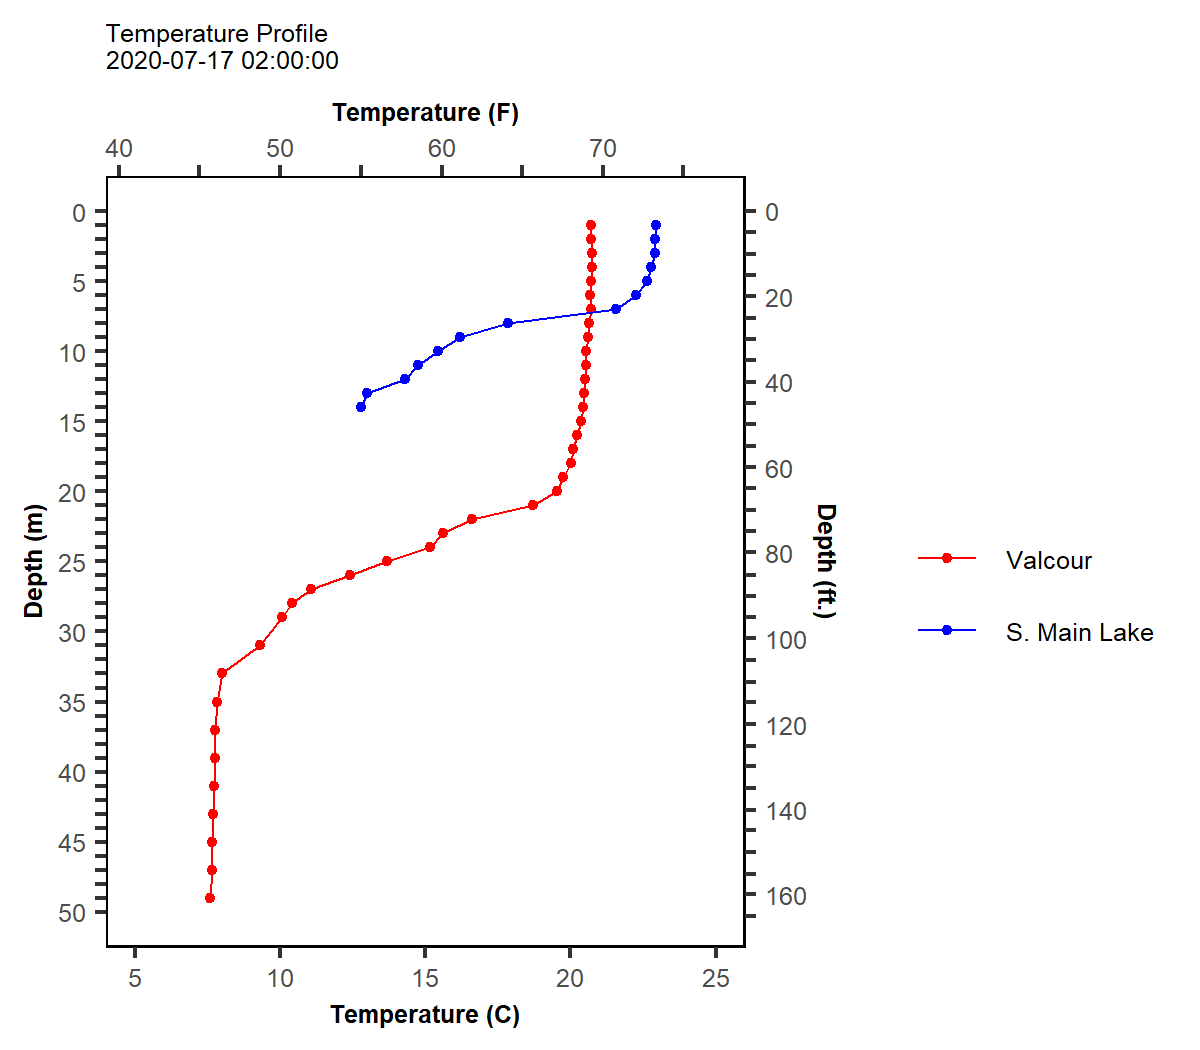 Temperature Profile
2020-07-17 02:00:00
Temperature (F)
40 50 60 70
0
5
10
15
20
25
30
35
40
45
50
Depth (m)
0
20
40
60
80
100
120
140
160
Depth (ft.)
Valcour
S. Main Lake
5 10 15 20 25
Temperature (C)